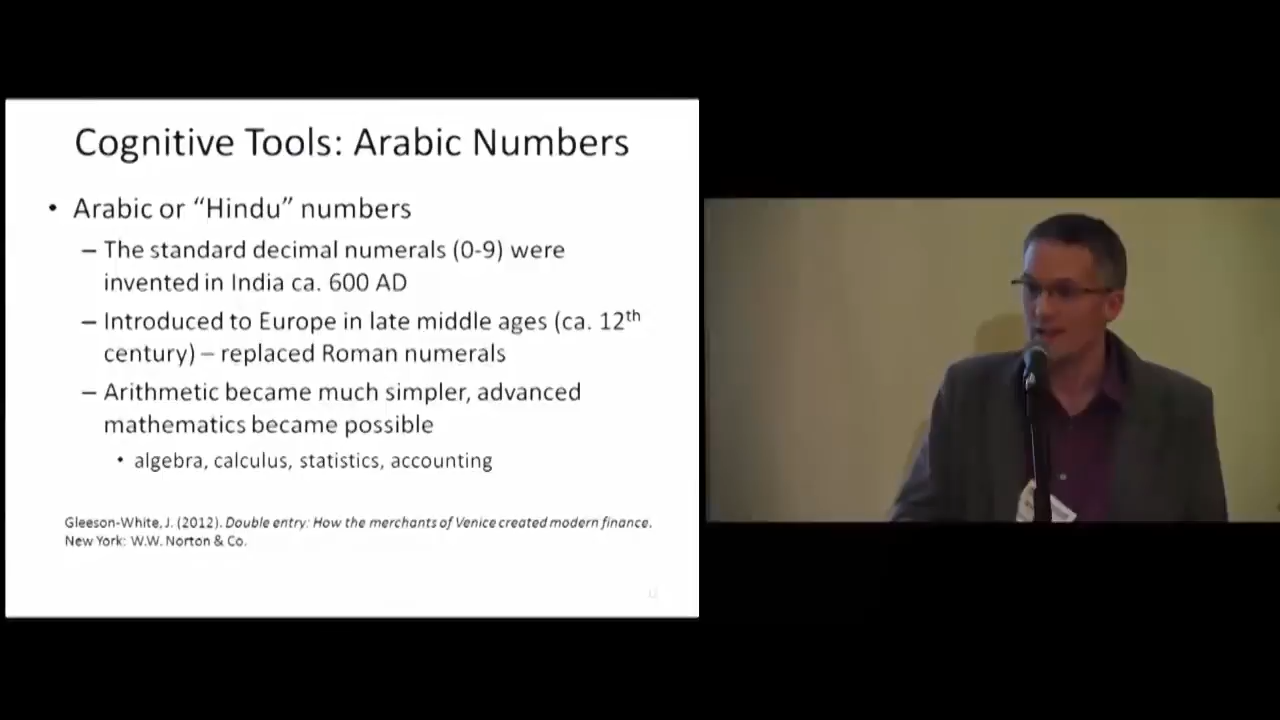 Cognitive Tools: Arabic Numbers
• Arabic or “Hindu” numbers
– The standard decimal numerals (0-9) were
invented in India ca. 600 AD
– Introduced to Europe in late middle ages (ca. 12th
century) – replaced Roman numerals
– Arithmetic became much simpler, advanced
mathematics became possible
• algebra, calculus, statistics, accounting
Gleeson-White, J. (2012). Double entry: How the merchants of Venice created modern finance.
New York: W.W. Norton & Co.